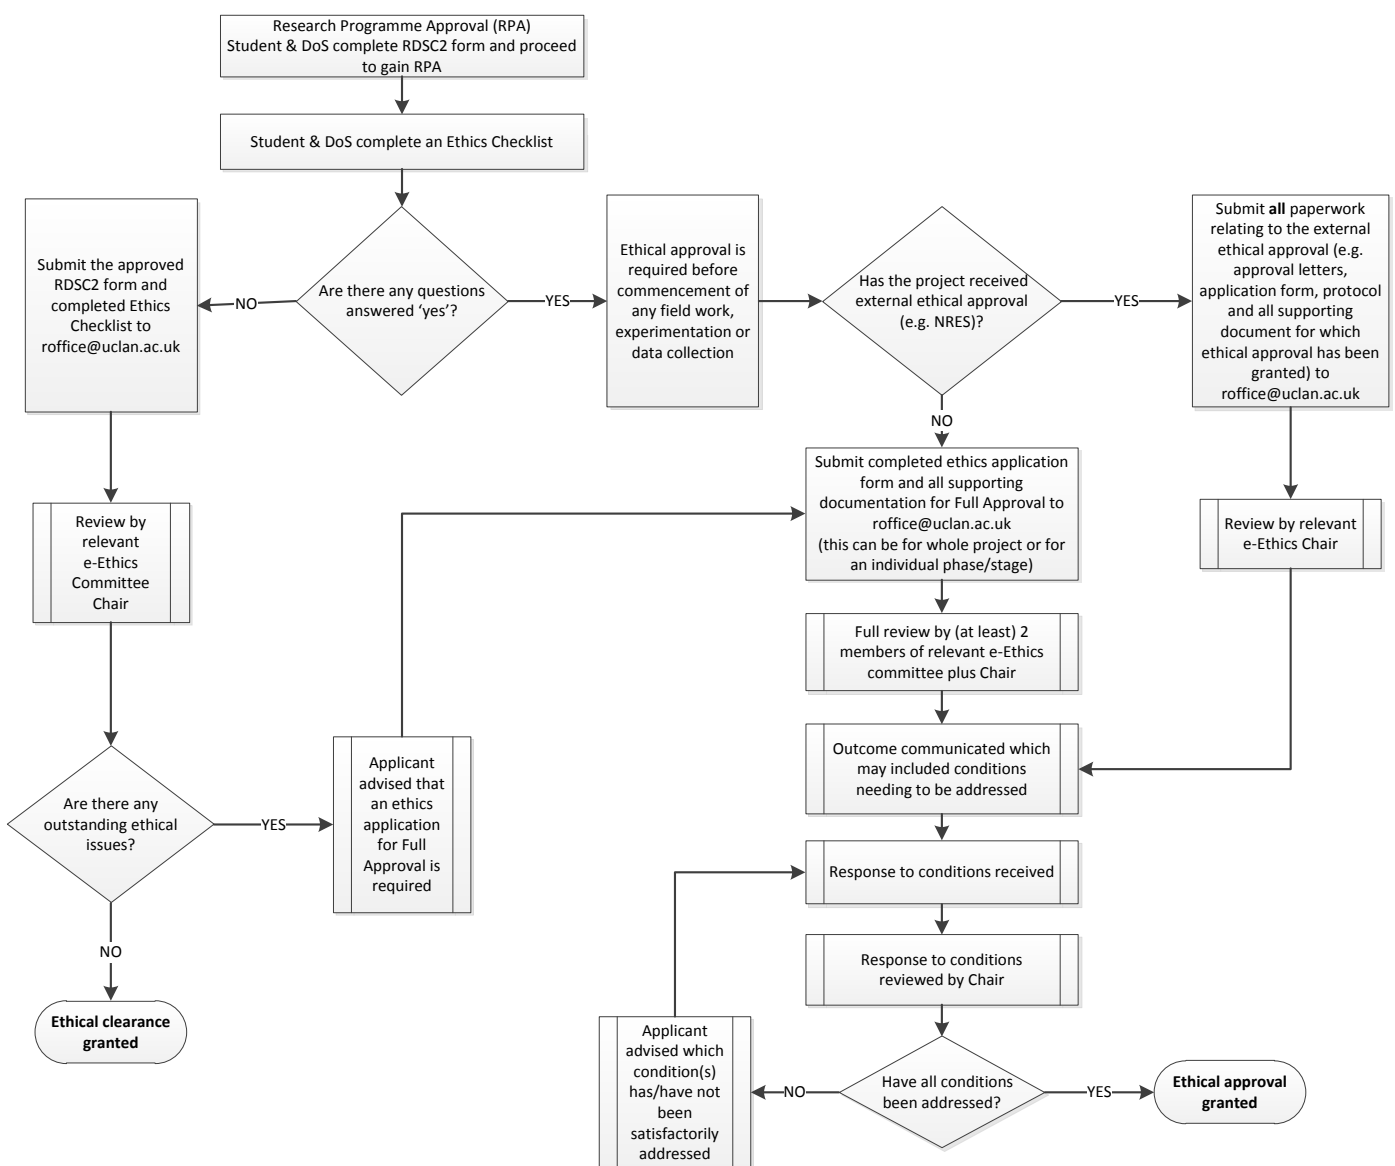 Research Programme Approval (RPA)
Student & DoS complete RDSC2 form and proceed
to gain RPA
Student & DoS complete an Ethics Checklist
Are there any questions
answered ‘yes’?
NO
Submit the approved
RDSC2 form and
completed Ethics
Checklist to
roffice@uclan.ac.uk
YES
Ethical approval is
required before
commencement of
any field work,
experimentation or
data collection
Has the project received
external ethical approval
(e.g. NRES)?
YES
Submit all paperwork
relating to the external
ethical approval (e.g.
approval letters,
application form, protocol
and all supporting
document for which
ethical approval has been
granted) to
roffice@uclan.ac.uk
NO
Submit completed ethics application
form and all supporting
documentation for Full Approval to
roffice@uclan.ac.uk
(this can be for whole project or for
an individual phase/stage)
Review by
relevant
e-Ethics
Committee
Chair
Review by relevant
e-Ethics Chair
Full review by (at least) 2
members of relevant e-Ethics
committee plus Chair
Outcome communicated which
may included conditions
needing to be addressed
Are there any
outstanding ethical
issues?
YES
Applicant
advised that
an ethics
application
for Full
Approval is
required
NO
Ethical clearance
granted
Response to conditions received
Response to conditions
reviewed by Chair
Have all conditions
been addressed?
NO
Applicant
advised which
condition(s)
has/have not
been
satisfactorily
addressed
YES
Ethical approval
granted